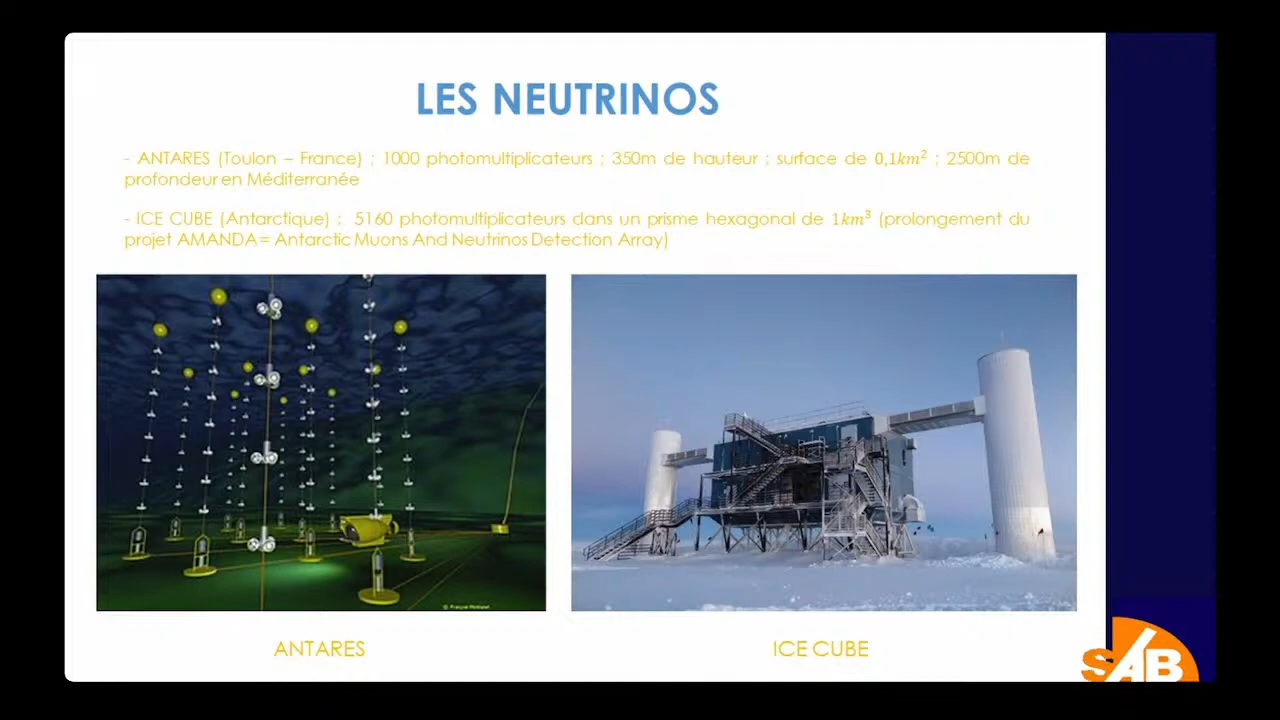 LES NEUTRINOS
- ANTARES (Toulon – France) : 1000 photomultiplicateurs ; 350m de hauteur ; surface de 0,1km² ; 2500m de
profondeur en Méditerranée
- ICE CUBE (Antarctique) : 5160 photomultiplicateurs dans un prisme hexagonal de 1km³ (prolongement du
projet AMANDA= Antarctic Muons And Neutrinos Detection Array)
ANTARES
ICE CUBE
SAB